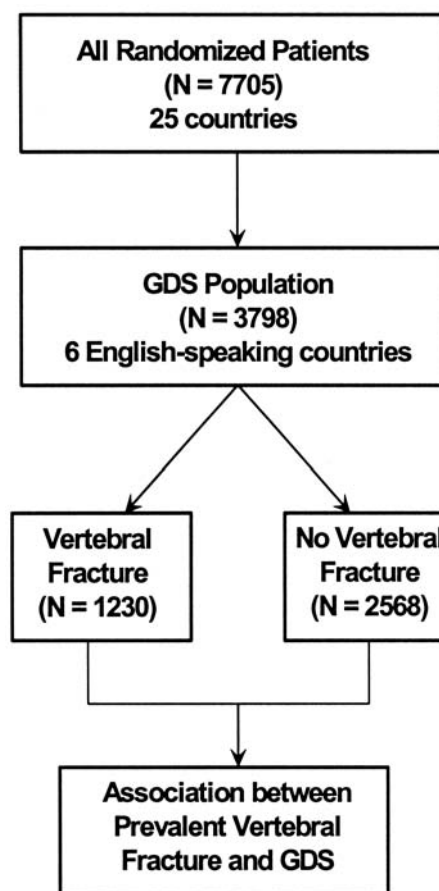 All Randomized Patients
(N = 7705)
25 countries
GDS Population
(N = 3798)
6 English-speaking countries
Vertebral
Fracture
(N = 1230)
No Vertebral
Fracture
(N = 2568)
Association between
Prevalent Vertebral
Fracture and GDS